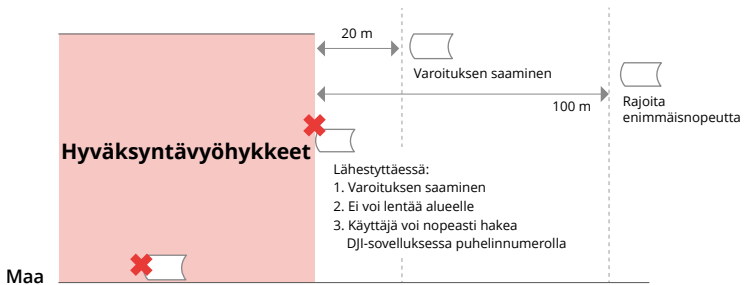 20 m
Varoituksen saaminen
100 m
Rajoita
enimmäisnopeutta
Hyväksyntävyöhykkeet
Lähestyttäessä:
1. Varoituksen saaminen
2. Ei voi lentää alueelle
3. Käyttäjä voi nopeasti hakea
DJI-sovelluksessa puhelinnumerolla
Maa